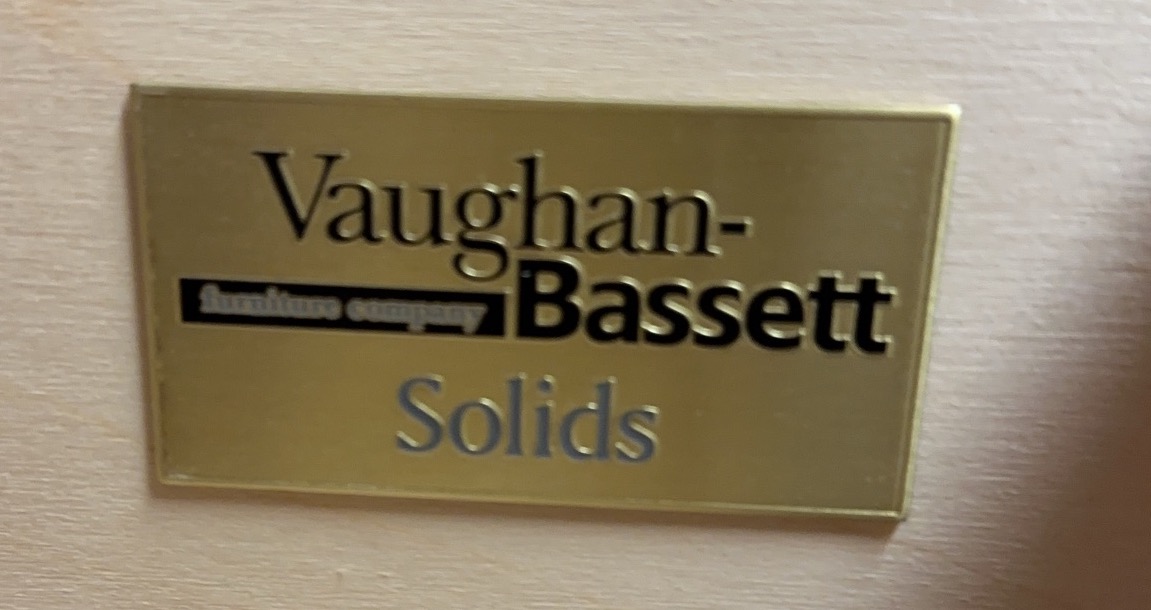 Vaughan-
furniture company Bassett
Solids